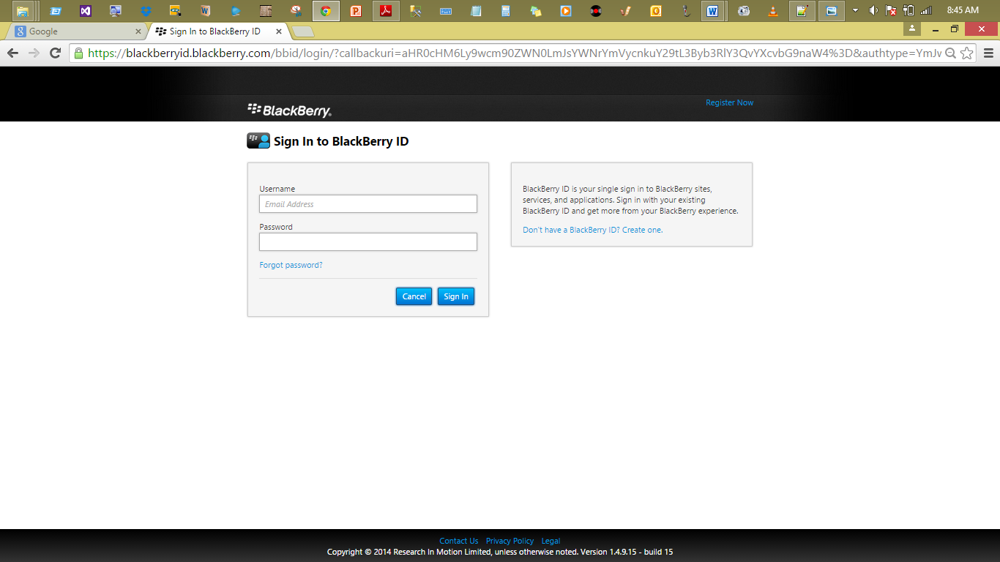 8:45 AM
Google
Sign In to BlackBerry ID
https://blackberryid.blackberry.com/bbid/login/?callbackuri=aHR0cHM6Ly9wcm90ZWN0LmJsYWNrYmVycnkuY29tL3Byb3RlY3QvYXcvbG9naW4%3D&authtype=YmJv
Register Now
BlackBerry
Sign In to BlackBerry ID
Username
Email Address
Password
Forgot password?
Cancel
Sign In
BlackBerry ID is your single sign in to BlackBerry sites,
services, and applications. Sign in with your existing
BlackBerry ID and get more from your BlackBerry experience.
Don't have a BlackBerry ID? Create one.
Contact Us Privacy Policy Legal
Copyright © 2014 Research In Motion Limited, unless otherwise noted. Version 1.4.9.15 - build 15